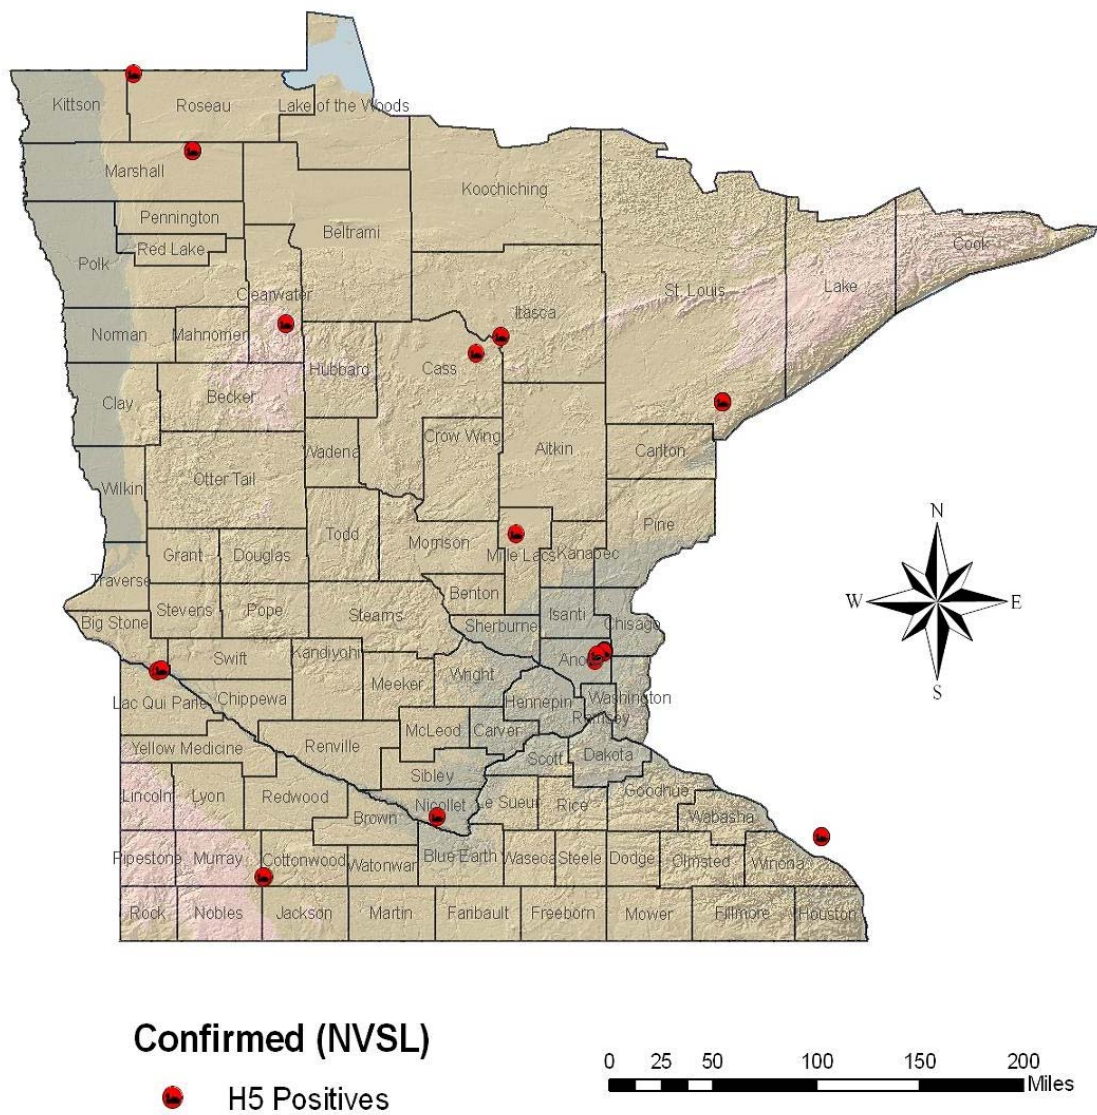 Kittson
Roseau
Lake of the Woods
Marshall
Koochiching
Pennington
Beltrami
Red Lake
Polk
Cook
St. Louis
Lake
Clearwater
Itasca
Norman
Mahnomen
Hubbard
Cass
Becker
Clay
Crow Wing
Wadena
Aitkin
Carlton
Otter Tail
Wilkin
Pine
Todd
Morrison
Grant
Douglas
Mille Lacs
Kanabec
Traverse
Benton
Stevens
Pope
Stearns
Isanti
Big Stone
Sherburne
Chisago
Kandiyohi
Swift
Anoka
Wright
Meeker
Lac Qui Parle
Chippewa
Hennepin
Washington
Ramsey
McLeod
Carver
Yellow Medicine
Renville
Scott
Dakota
Sibley
Lincoln
Lyon
Redwood
Goodhue
Nicollet
Le Sueur
Rice
Brown
Wabasha
Pipestone
Murray
Cottonwood
Watonwan
Blue Earth
Waseca
Steele
Dodge
Olmsted
Winona
Rock
Nobles
Jackson
Martin
Faribault
Freeborn
Mower
Fillmore
Houston
N
W
E
S
Confirmed (NVSL)
H5 Positives
0 25 50 100 150 200
Miles